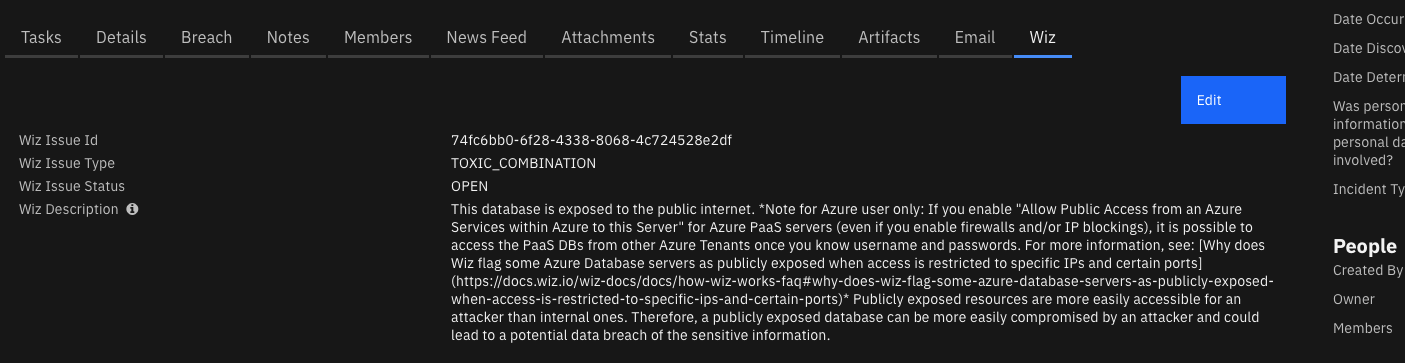 Tasks Details Breach Notes Members News Feed Attachments Stats Timeline Artifacts Email Wiz
Edit
Wiz Issue Id 74fc6bb0-6f28-4338-8068-4c724528e2df
Wiz Issue Type TOXIC_COMBINATION
Wiz Issue Status OPEN
Wiz Description This database is exposed to the public internet. *Note for Azure user only: If you enable "Allow Public Access from an Azure
Services within Azure to this Server" for Azure PaaS servers (even if you enable firewalls and/or IP blockings), it is possible to
access the PaaS DBs from other Azure Tenants once you know username and passwords. For more information, see: [Why does
Wiz flag some Azure Database servers as publicly exposed when access is restricted to specific IPs and certain ports]
(https://docs.wiz.io/wiz-docs/docs/how-wiz-works-faq#why-does-wiz-flag-some-azure-database-servers-as-publicly-exposed-
when-access-is-restricted-to-specific-ips-and-certain-ports)* Publicly exposed resources are more easily accessible for an
attacker than internal ones. Therefore, a publicly exposed database can be more easily compromised by an attacker and could
lead to a potential data breach of the sensitive information.
Date Occur
Date Disco
Date Deter
Was person
information
personal da
involved?
Incident Ty
People
Created By
Owner
Members